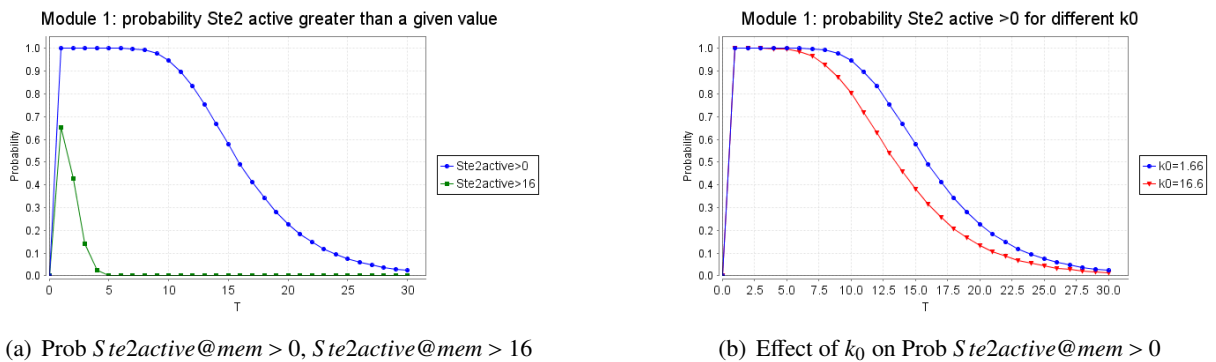 Module 1: probability Ste2 active greater than a given value
1.0
0.9
0.8
0.7
0.6
0.5
0.4
0.3
0.2
0.1
0.0
Probability
0 5 10 15 20 25 30
T
Ste2active>0
Ste2active>16
(a) Prob Ste2active@mem > 0, Ste2active@mem > 16
Module 1: probability Ste2 active >0 for different k0
1.0
0.9
0.8
0.7
0.6
0.5
0.4
0.3
0.2
0.1
0.0
Probability
0.0 2.5 5.0 7.5 10.0 12.5 15.0 17.5 20.0 22.5 25.0 27.5 30.0
T
k0=1.66
k0=16.6
(b) Effect of k0 on Prob Ste2active@mem > 0